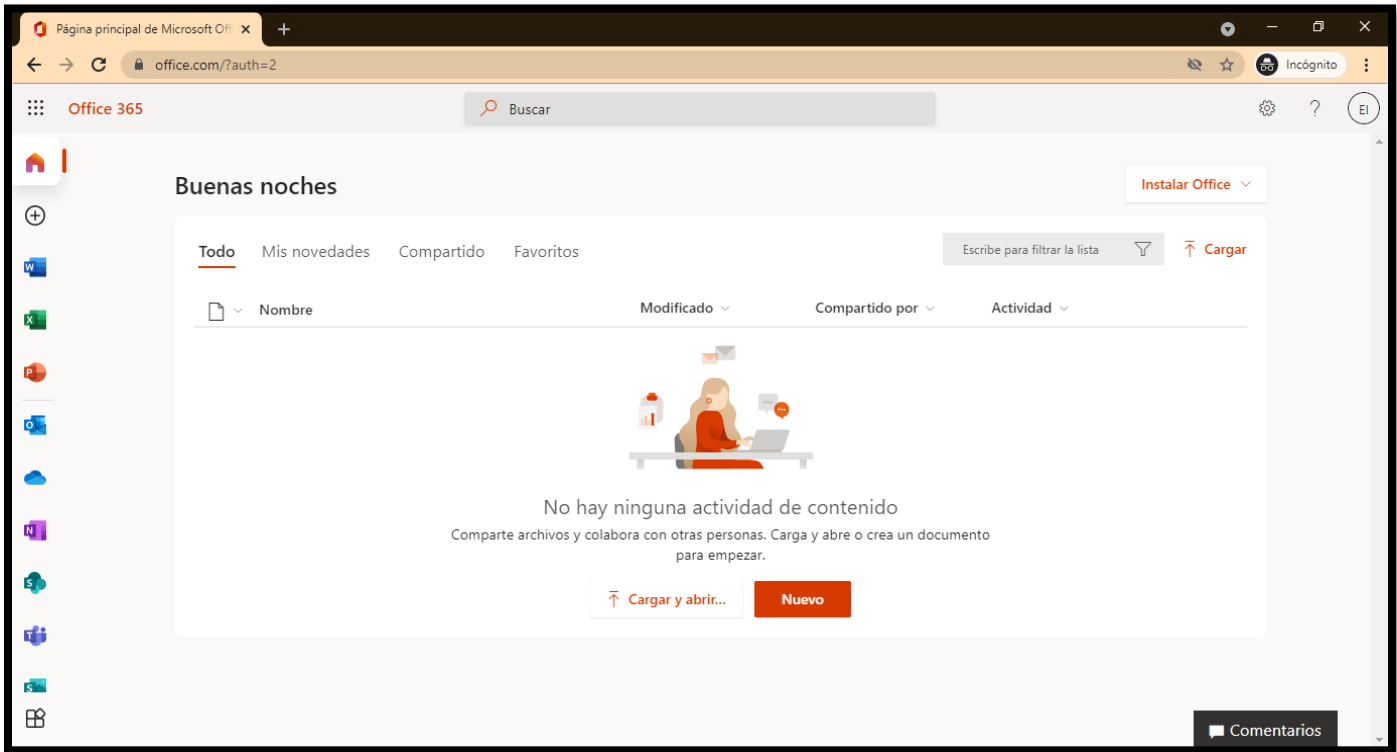 Página principal de Microsoft Off
office.com/?auth=2
Incógnito
Office 365
Buscar
?
EI
Buenas noches
Instalar Office
Todo Mis novedades Compartido Favoritos
Escribe para filtrar la lista
Cargar
Nombre Modificado Compartido por Actividad
No hay ninguna actividad de contenido
Comparte archivos y colabora con otras personas. Carga y abre o crea un documento
para empezar.
Cargar y abrir...
Nuevo
W
X
P
O
N
S
T
S
Comentarios